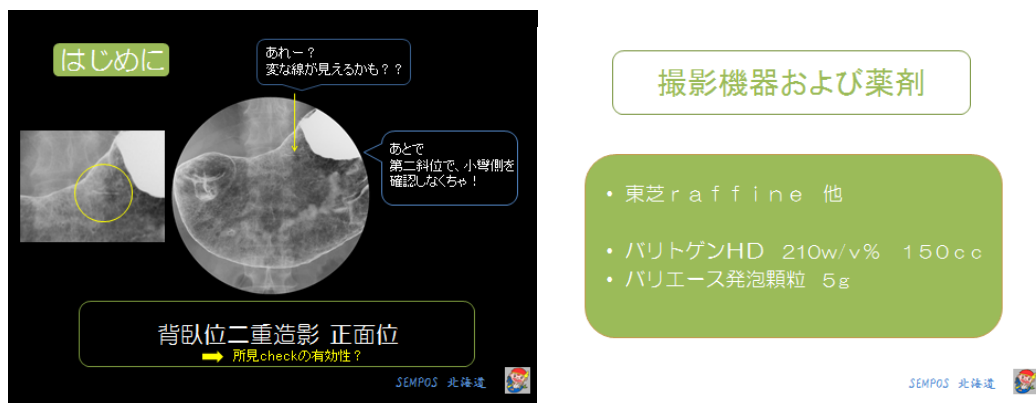 はじめに
あれー？
変な線が見えるかも？？
あとで
第二斜位で、小彎側を
確認しなくちゃ！
背臥位二重造影 正面位
所見checkの有効性？
SEMPOS 北海道
撮影機器および薬剤
• 東芝ｒａｆｆｉｎｅ 他
• バリトゲンHD 210w/v% １５０ｃｃ
• バリエース発泡顆粒 5g
SEMPOS 北海道